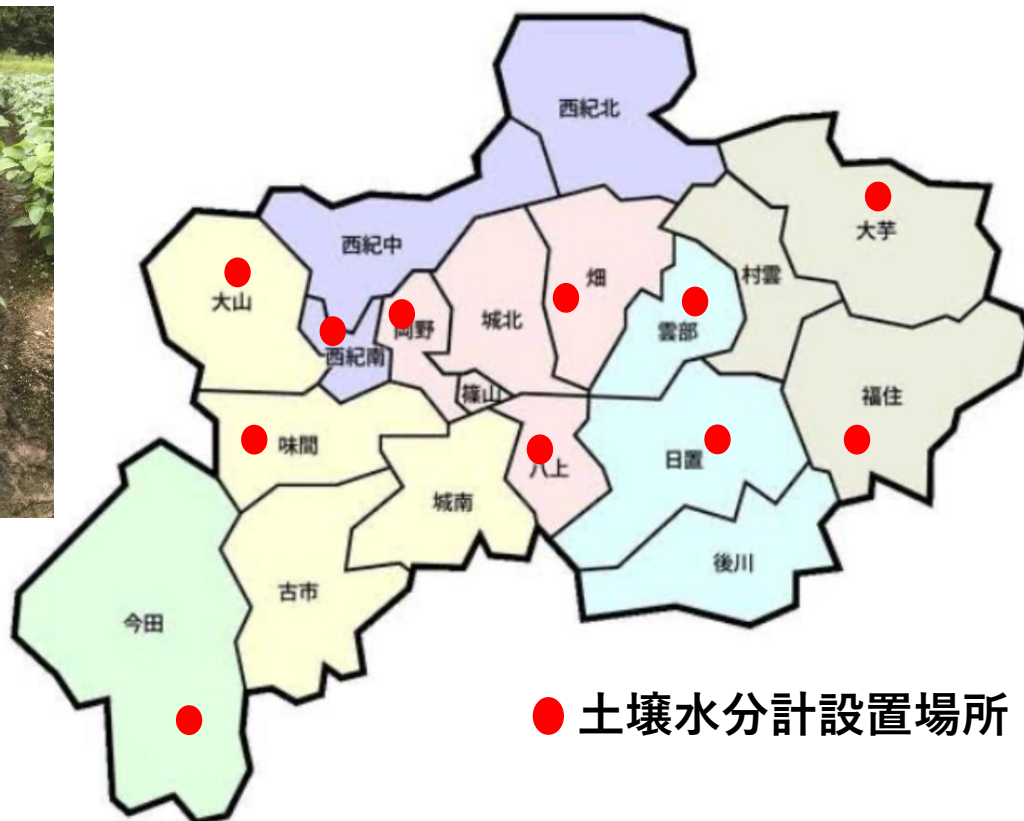 西紀北
大芋
西紀中
村雲
畑
大山
城北
岡野
雲部
西紀南
篠山
福住
味間
日置
八上
城南
後川
古市
今田
土壌水分計設置場所